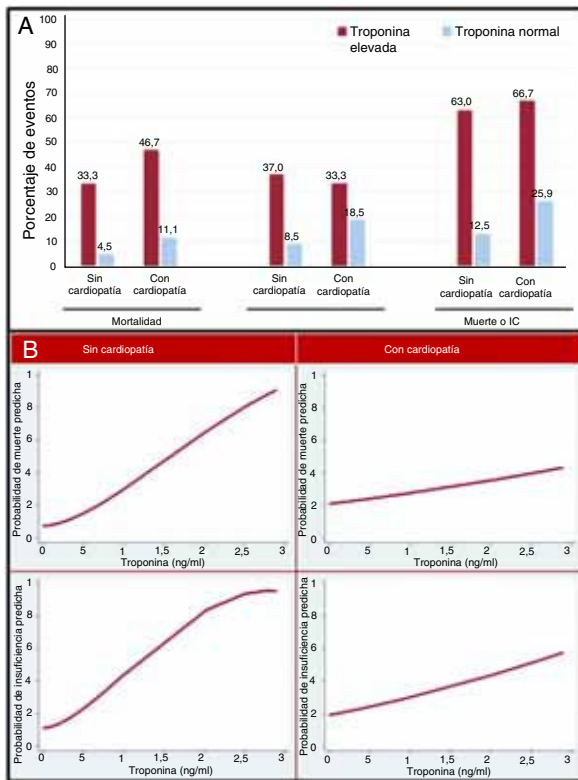 A
Troponina elevada
Troponina normal
Porcentaje de eventos
100
90
80
70
60
50
40
30
20
10
0
33,3
4,5
46,7
11,1
37,0
8,5
33,3
18,5
63,0
12,5
66,7
25,9
Sin cardiopatía
Con cardiopatía
Sin cardiopatía
Con cardiopatía
Sin cardiopatía
Con cardiopatía
Mortalidad
Muerte o IC
B
Sin cardiopatía
Con cardiopatía
Probabilidad de muerte predicha
1
8
6
4
2
0
0 5 1 1,5 2 2,5 3
Troponina (ng/ml)
Probabilidad de muerte predicha
1
8
6
4
2
0
0 5 1 1,5 2 2,5 3
Troponina (ng/ml)
Probabilidad de insuficiencia predicha
1
8
6
4
2
0
0 5 1 1,5 2 2,5 3
Troponina (ng/ml)
Probabilidad de insuficiencia predicha
1
8
6
4
2
0
0 5 1 1,5 2 2,5 3
Troponina (ng/ml)